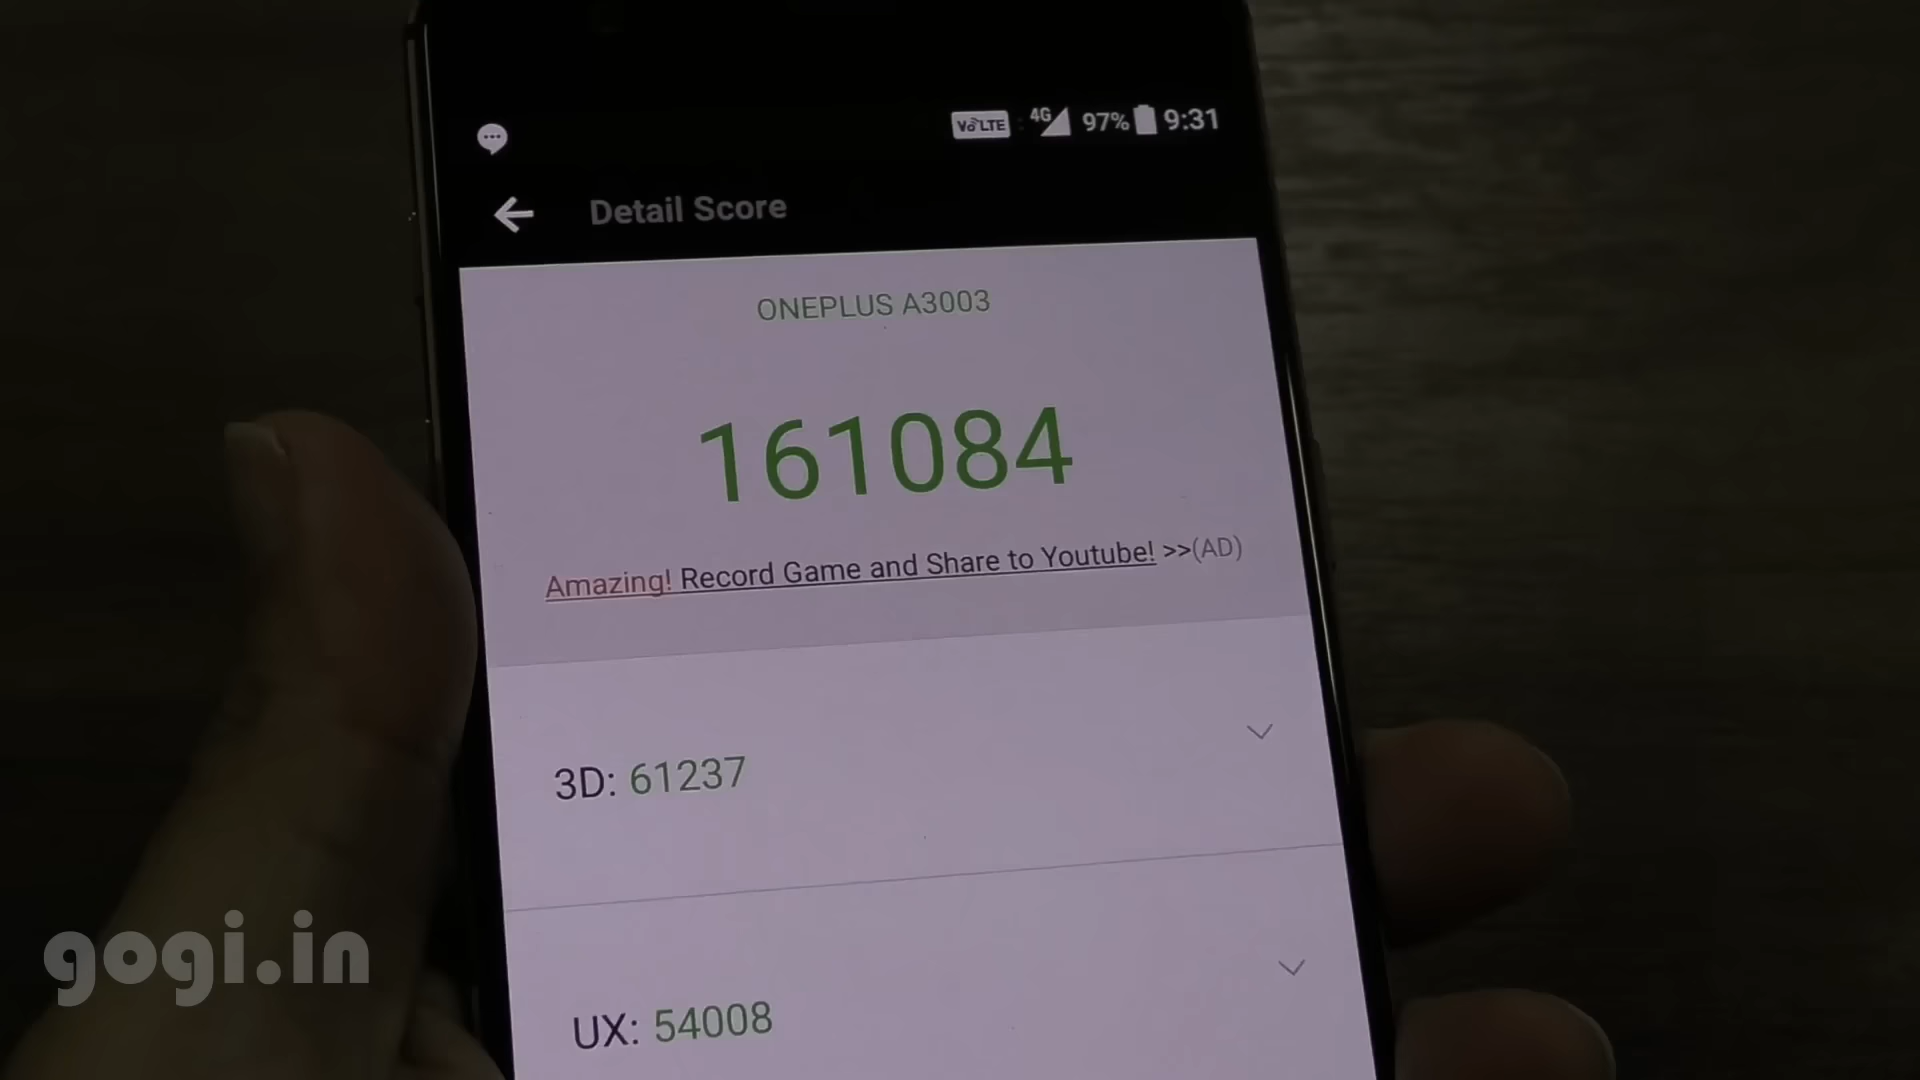 VoLTE 4G 97% 9:31
Detail Score
ONEPLUS A3003
161084
Amazing! Record Game and Share to Youtube! >>(AD)
3D: 61237
UX: 54008
gogi.in